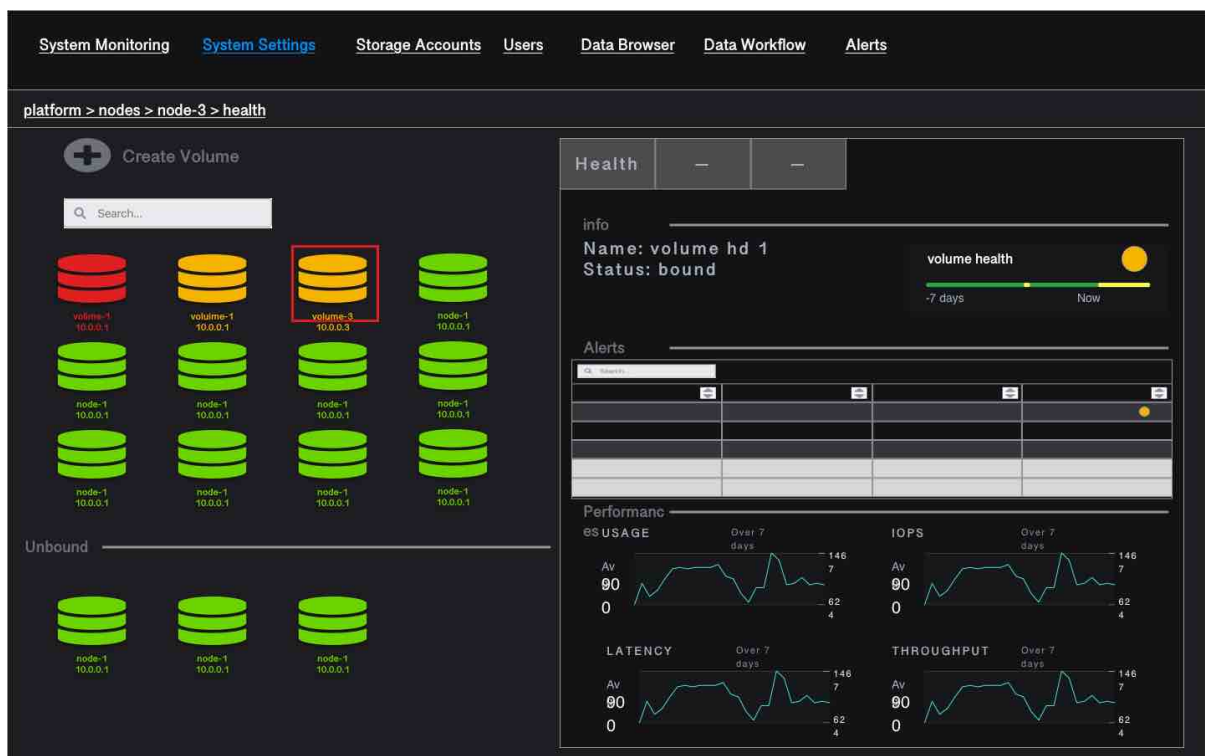 System Monitoring System Settings Storage Accounts Users Data Browser Data Workflow Alerts
platform > nodes > node-3 > health
Create Volume
Search...
volime-1 voluime-1 volume-3 node-1
10.0.0.1 10.0.0.1 10.0.0.3 10.0.0.1
node-1 node-1 node-1 node-1
10.0.0.1 10.0.0.1 10.0.0.1 10.0.0.1
node-1 node-1 node-1 node-1
10.0.0.1 10.0.0.1 10.0.0.1 10.0.0.1
Unbound
node-1 node-1 node-1
10.0.0.1 10.0.0.1 10.0.0.1
Health — —
info
Name: volume hd 1
Status: bound
volume health
-7 days Now
Alerts
Search...
Performanc
es
USAGE Over 7
days
Av
90
0
146
7
62
4
IOPS Over 7
days
Av
90
0
146
7
62
4
LATENCY Over 7
days
Av
90
0
146
7
62
4
THROUGHPUT Over 7
days
Av
90
0
146
7
62
4